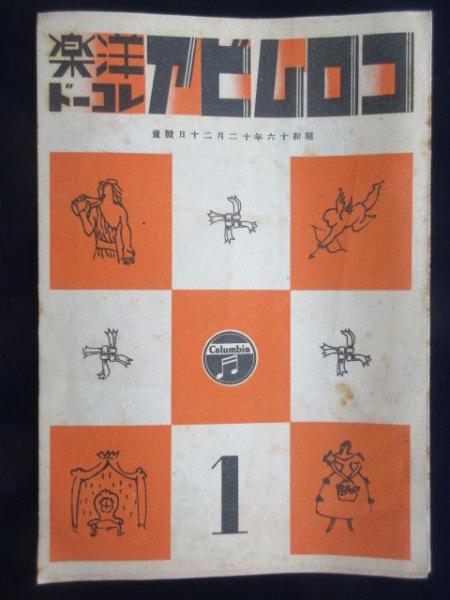 コロムビア
洋楽
レコード
昭和十六年十二月二十日發賣
Columbia
1